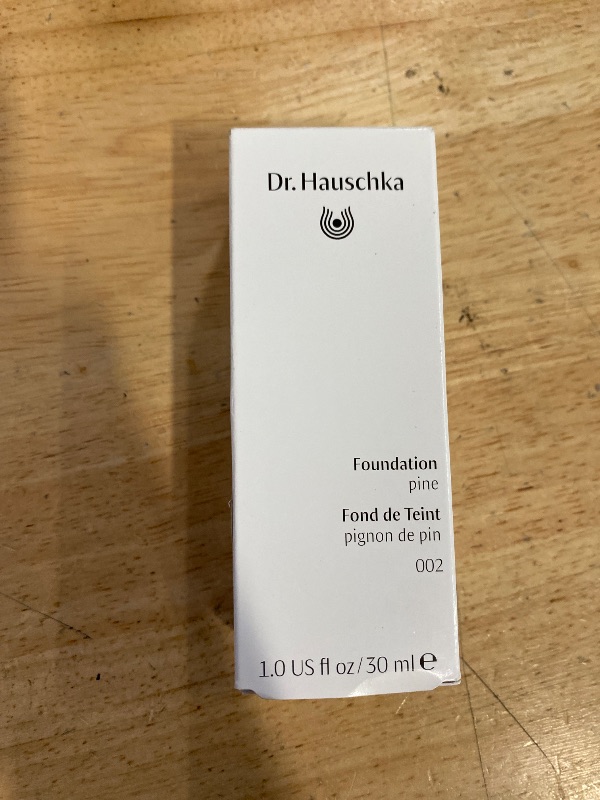 Dr. Hauschka
Foundation
pine
Fond de Teint
pignon de pin
002
1.0 US fl oz/30 ml ℮